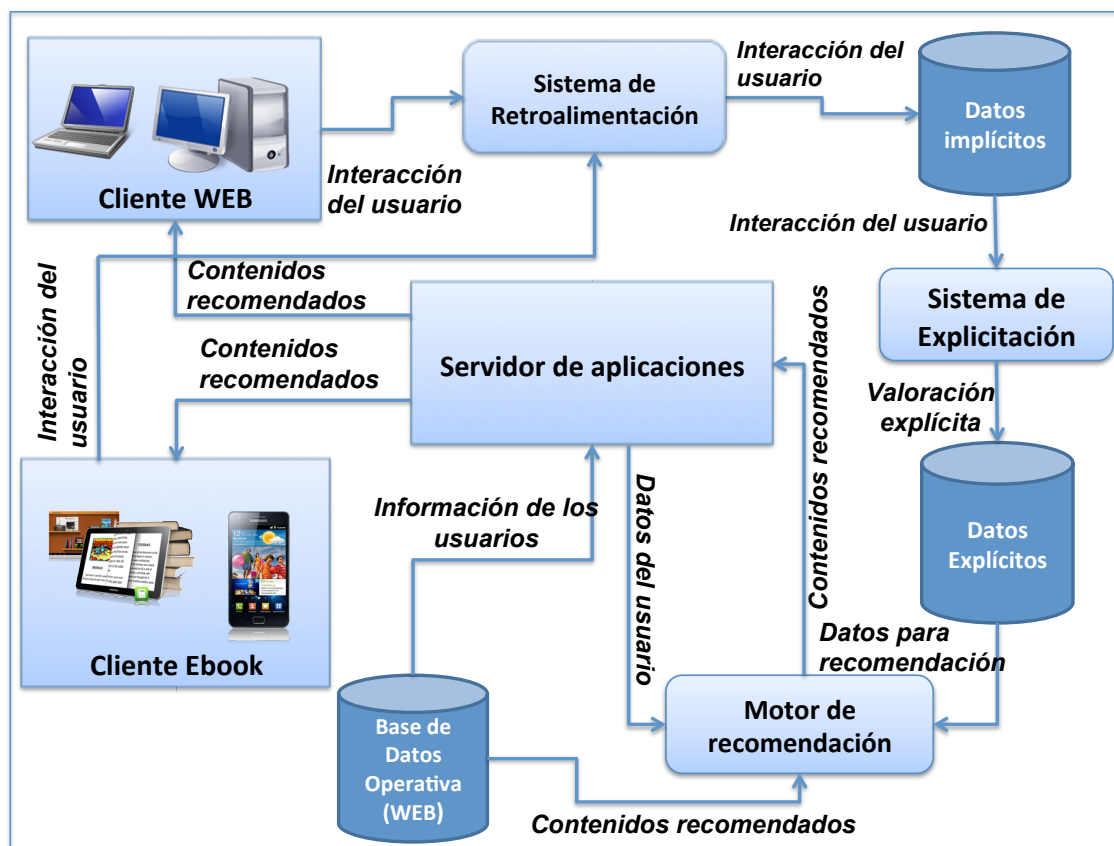 Interacción del
usuario
Sistema de
Retroalimentación
Datos
implícitos
Cliente WEB
Interacción
del usuario
Interacción del usuario
Contenidos
recomendados
Sistema de
Explicitación
Contenidos
recomendados
Servidor de aplicaciones
Interacción del
usuario
Contenidos recomendados
Valoración
explícita
Información de los
usuarios
Datos del usuario
Datos
Explícitos
Cliente Ebook
Datos para
recomendación
Base de
Datos
Operativa
(WEB)
Motor de
recomendación
Contenidos recomendados